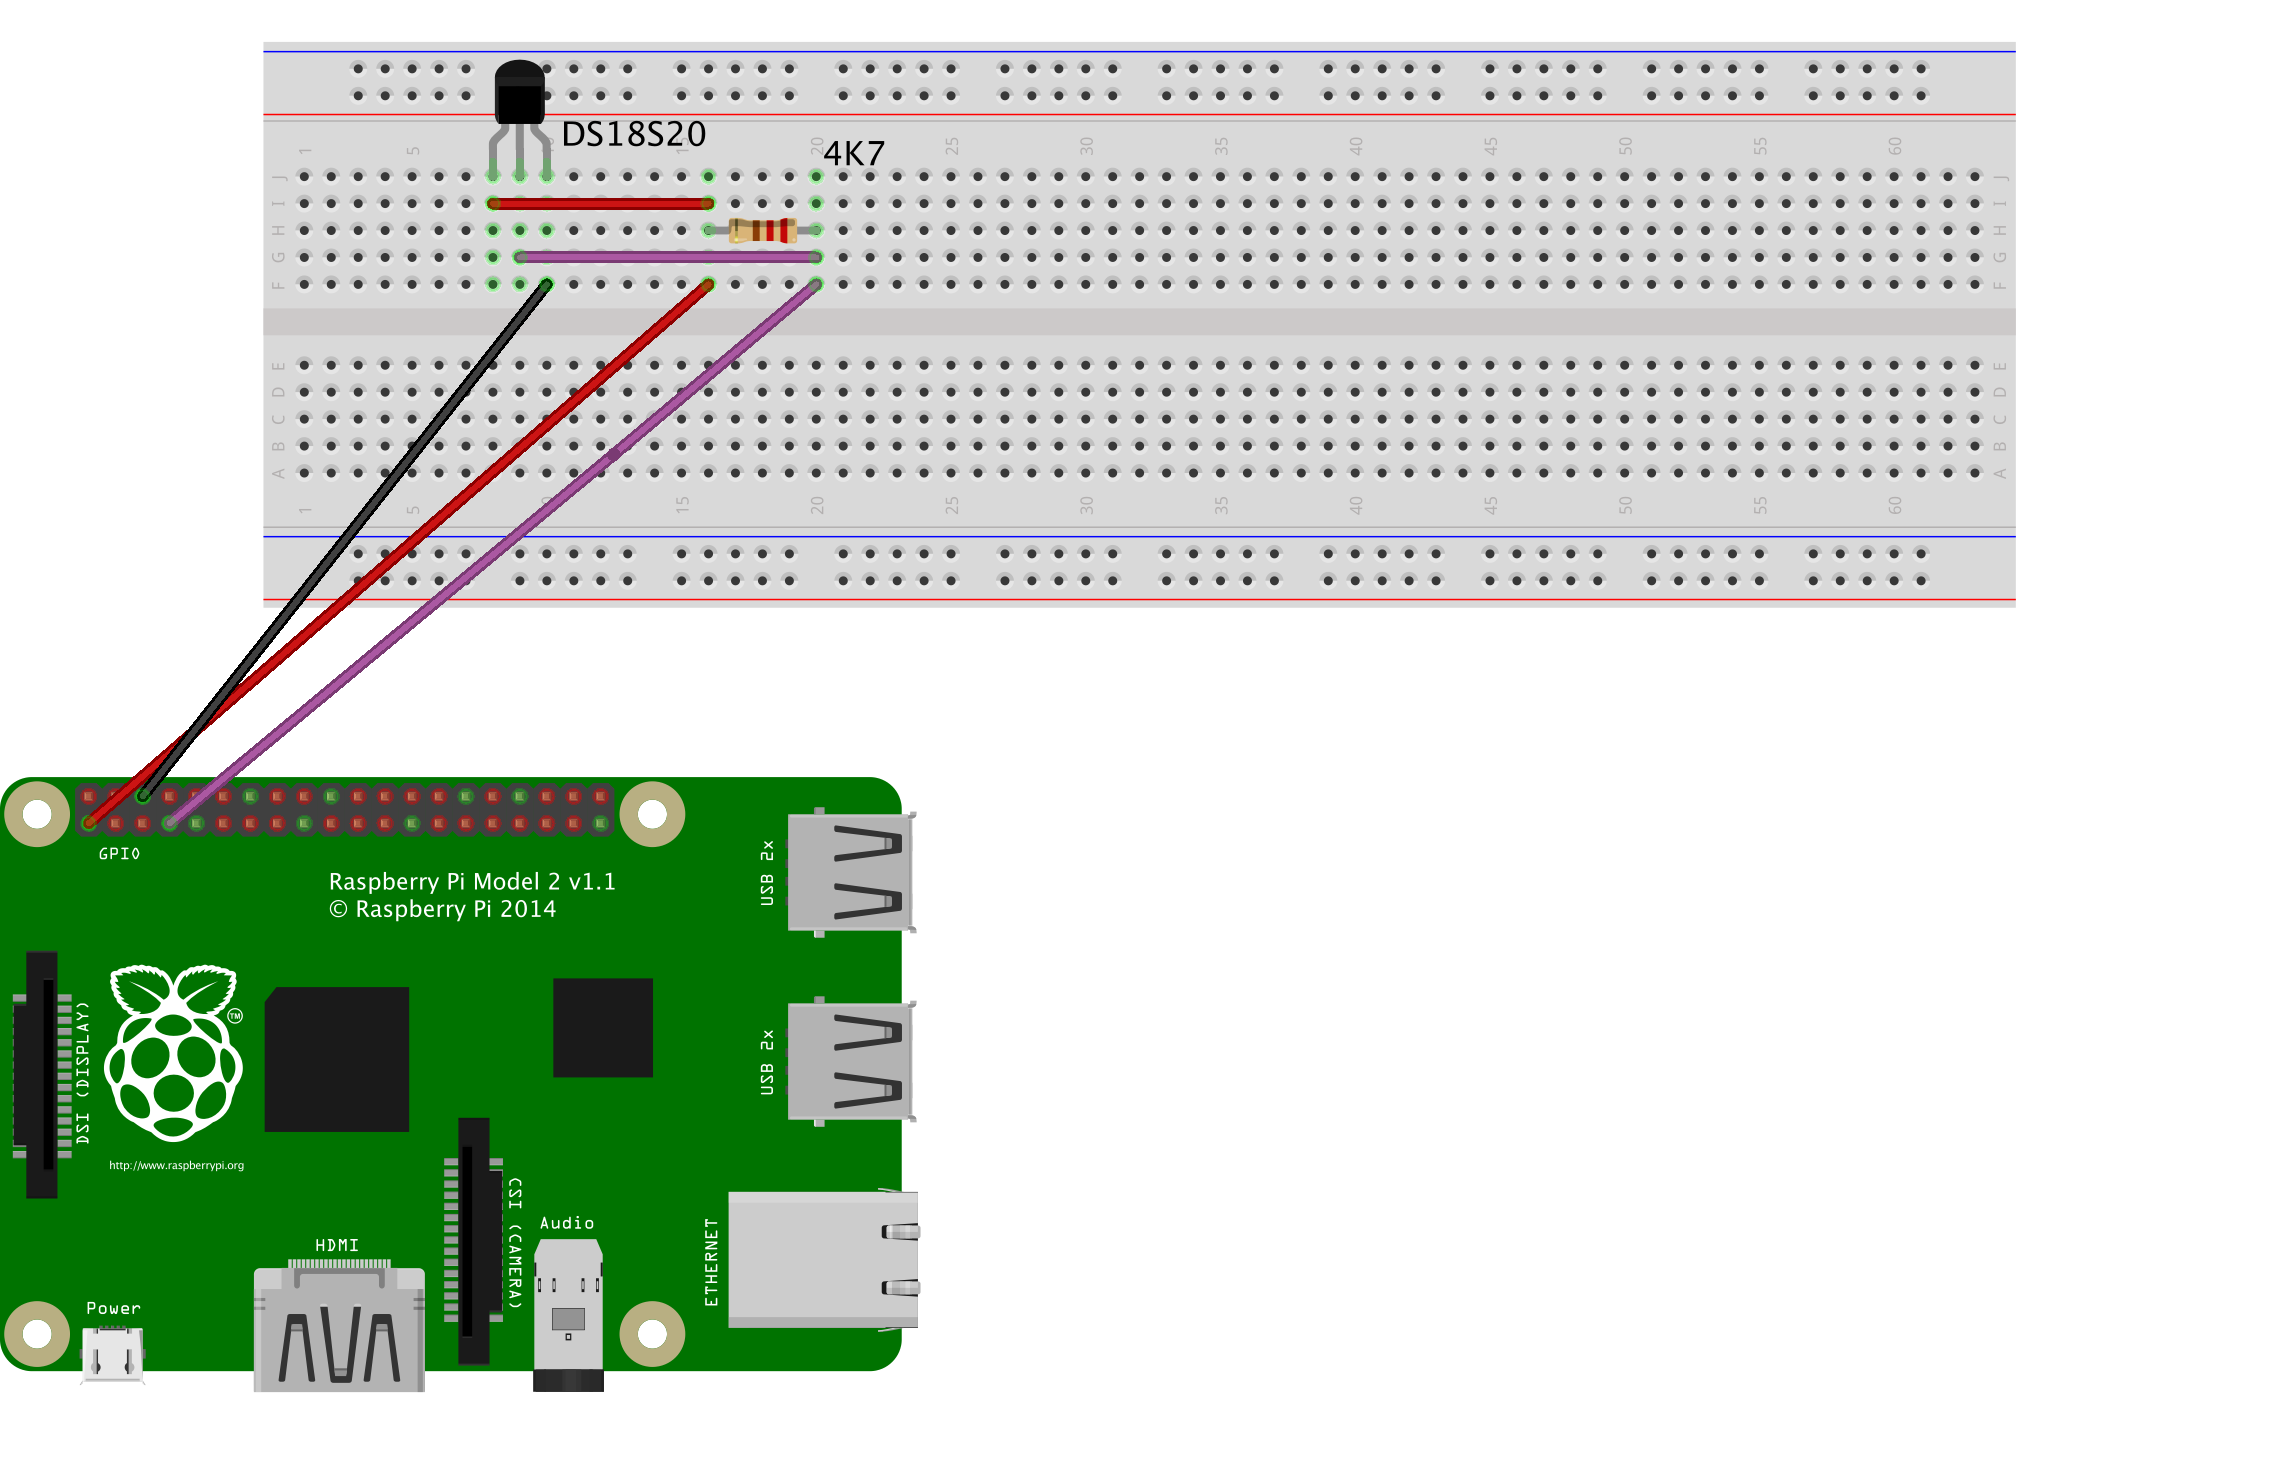 DS18S20
4K7
1 5 10 15 20 25 30 35 40 45 50 55 60
J J
I I
H H
G G
F F
E E
D D
C C
B B
A A
1 5 10 15 20 25 30 35 40 45 50 55 60
GPIO
Raspberry Pi Model 2 v1.1
© Raspberry Pi 2014
USB 2x
DSI (DISPLAY)
TM
USB 2x
http://www.raspberrypi.org
CSI (CAMERA)
Audio
ETHERNET
HDMI
Power